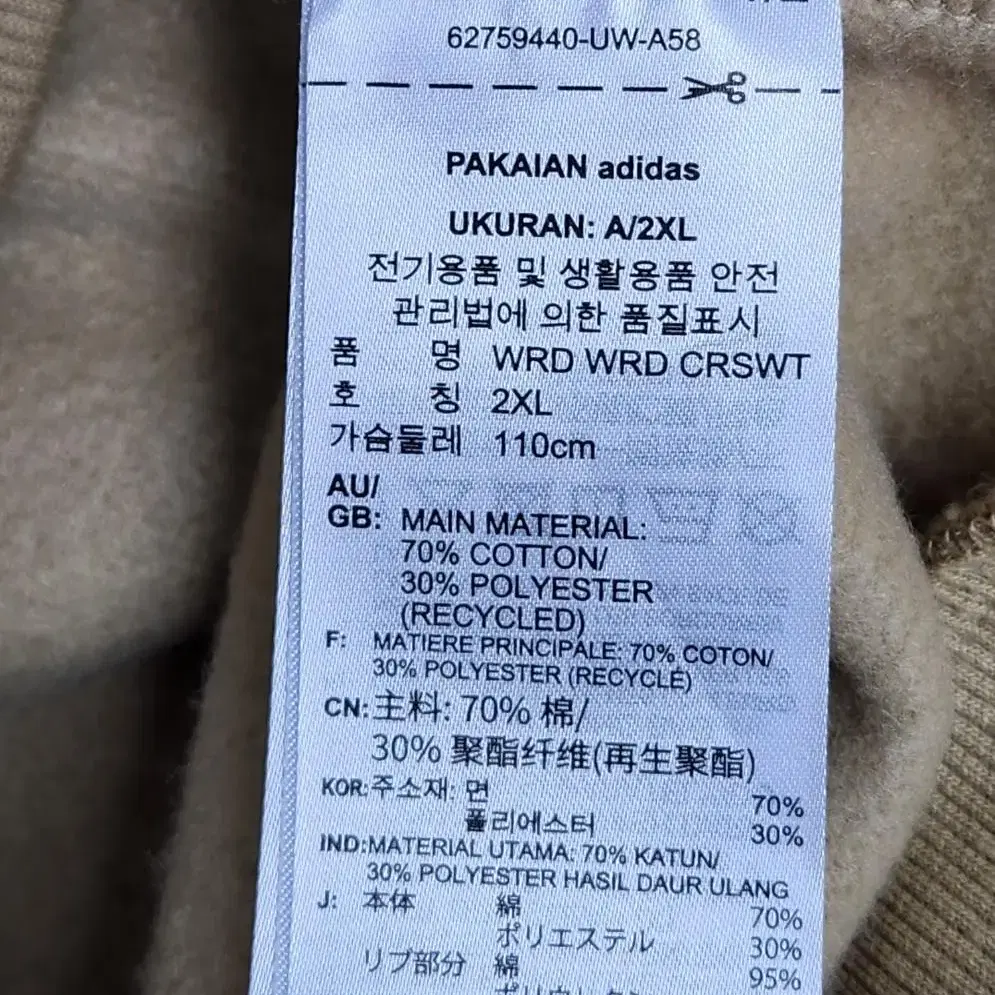 62759440-UW-A58
PAKAIAN adidas
UKURAN: A/2XL
전기용품 및 생활용품 안전
관리법에 의한 품질표시
품 명 WRD WRD CRSWT
호 칭 2XL
가슴둘레 110cm
AU/
GB: MAIN MATERIAL:
70% COTTON/
30% POLYESTER
(RECYCLED)
F: MATIERE PRINCIPALE: 70% COTON/
30% POLYESTER (RECYCLE)
CN: 主料: 70% 棉/
30% 聚酯纤维(再生聚酯)
KOR: 주소재: 면 70%
폴리에스터 30%
IND: MATERIAL UTAMA: 70% KATUN/
30% POLYESTER HASIL DAUR ULANG
J: 本体 綿 70%
ポリエステル 30%
リブ部分 綿 95%